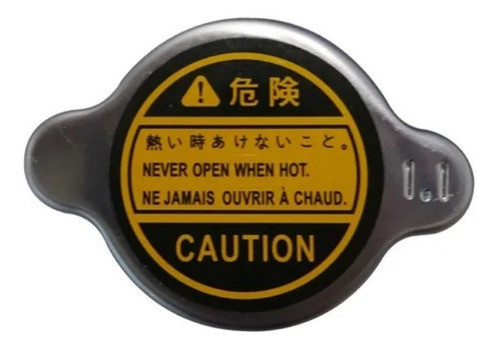 危険
熱い時あけないこと。
NEVER OPEN WHEN HOT.
NE JAMAIS OUVRIR À CHAUD.
CAUTION
1.1